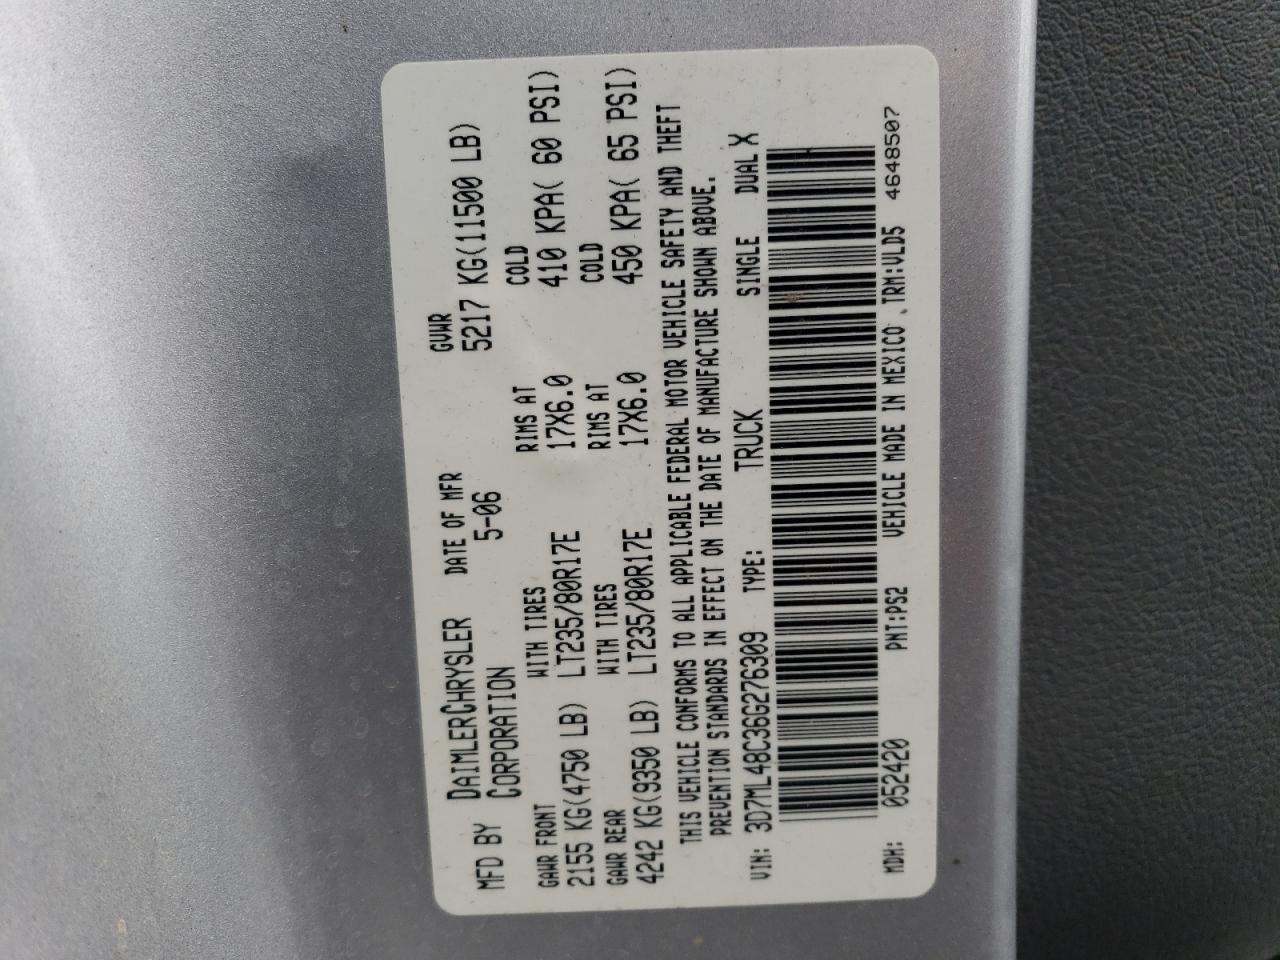 MFD BY DAIMLERCHRYSLER CORPORATION DATE OF MFR 5-06 GVWR 5217 KG(11500 LB)
GAWR FRONT WITH TIRES RIMS AT COLD
2155 KG(4750 LB) LT235/80R17E 17X6.0 410 KPA( 60 PSI)
GAWR REAR WITH TIRES RIMS AT COLD
4242 KG(9350 LB) LT235/80R17E 17X6.0 450 KPA( 65 PSI)
THIS VEHICLE CONFORMS TO ALL APPLICABLE FEDERAL MOTOR VEHICLE SAFETY AND THEFT
PREVENTION STANDARDS IN EFFECT ON THE DATE OF MANUFACTURE SHOWN ABOVE.
VIN: 3D7ML48C36G276309 TYPE: TRUCK SINGLE DUAL X
MDH: 052420 PNT:PS2 VEHICLE MADE IN MEXICO .TRM:VLD5 4648507